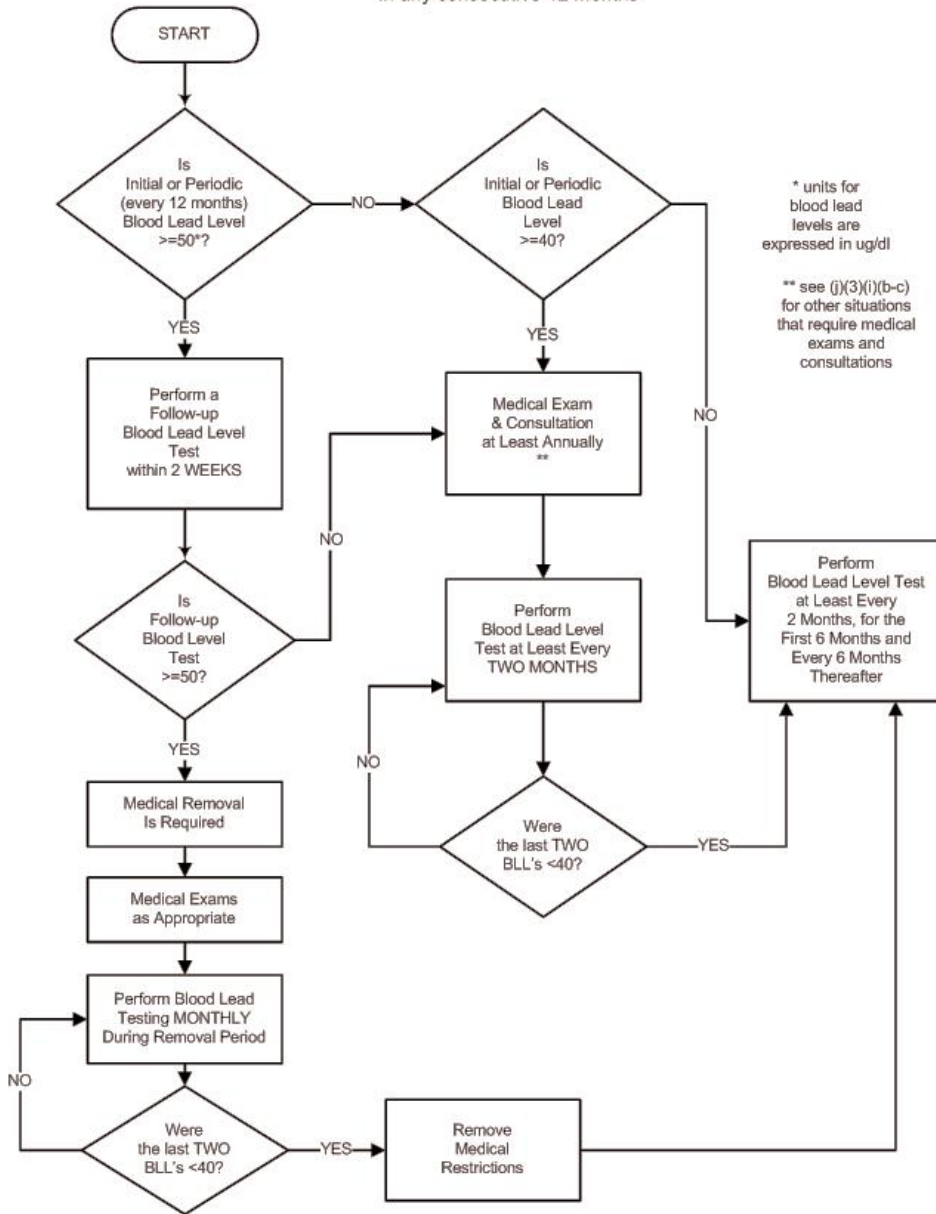 in any consecutive 12 months
START
Is
Initial or Periodic
(every 12 months)
Blood Lead Level
>=50*?
NO
Is
Initial or Periodic
Blood Lead
Level
>=40?
* units for
blood lead
levels are
expressed in ug/dl
** see (j)(3)(i)(b-c)
for other situations
that require medical
exams and
consultations
YES
YES
NO
Perform a
Follow-up
Blood Lead Level
Test
within 2 WEEKS
Medical Exam
& Consultation
at Least Annually
**
NO
Is
Follow-up
Blood Level
Test
>=50?
Perform
Blood Lead Level
Test at Least Every
TWO MONTHS
Perform
Blood Lead Level Test
at Least Every
2 Months, for the
First 6 Months and
Every 6 Months
Thereafter
YES
NO
Medical Removal
Is Required
Were
the last TWO
BLL's <40?
YES
Medical Exams
as Appropriate
Perform Blood Lead
Testing MONTHLY
During Removal Period
NO
Were
the last TWO
BLL's <40?
YES
Remove
Medical
Restrictions